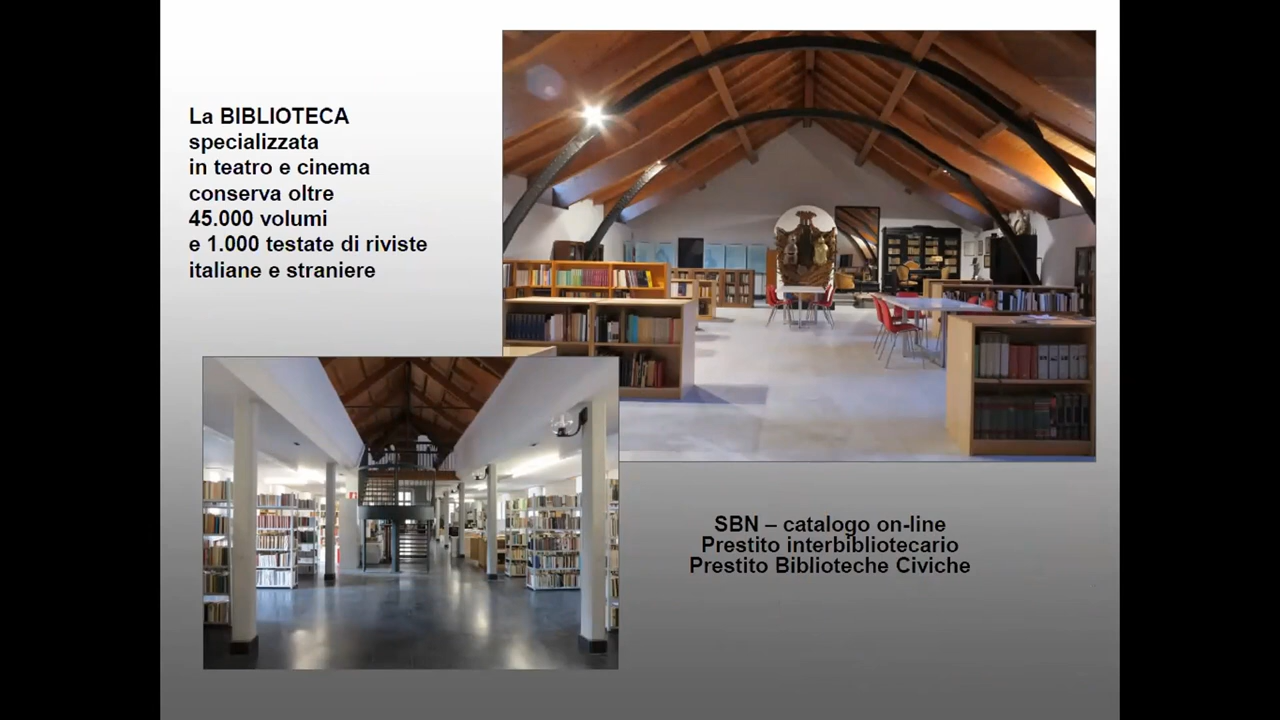 La BIBLIOTECA
specializzata
in teatro e cinema
conserva oltre
45.000 volumi
e 1.000 testate di riviste
italiane e straniere
SBN – catalogo on-line
Prestito interbibliotecario
Prestito Biblioteche Civiche